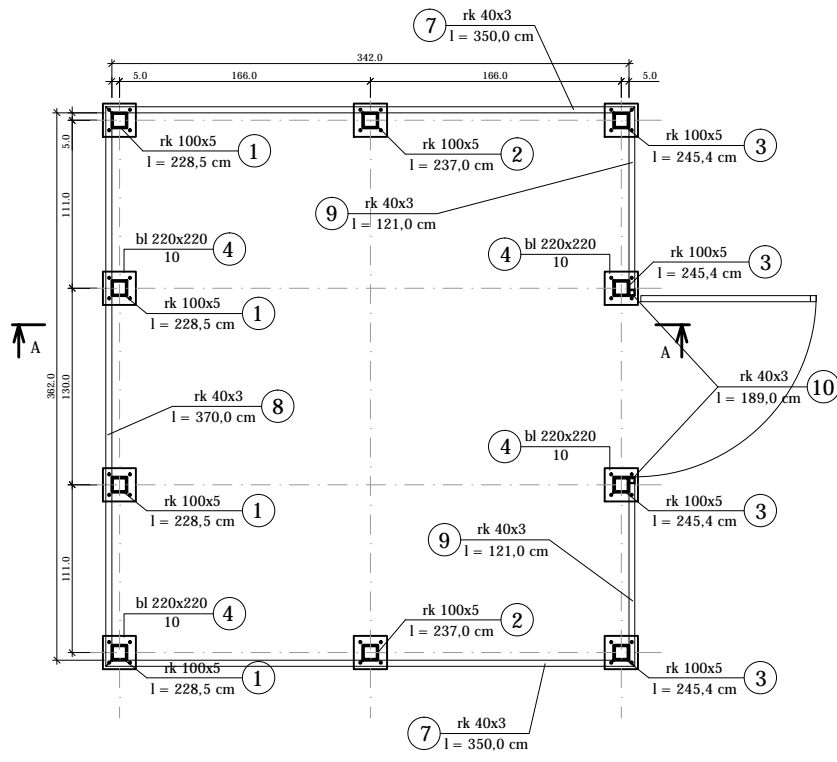 7
rk 40x3
l = 350,0 cm
342.0
5.0
166.0
166.0
5.0
5.0
rk 100x5
l = 228,5 cm
1
rk 100x5
l = 237,0 cm
2
rk 100x5
l = 245,4 cm
3
111.0
9
rk 40x3
l = 121,0 cm
bl 220x220
10
4
4
bl 220x220
10
rk 100x5
l = 245,4 cm
3
rk 100x5
l = 228,5 cm
1
A
A
362.0
130.0
rk 40x3
l = 370,0 cm
8
rk 40x3
l = 189,0 cm
10
4
bl 220x220
10
rk 100x5
l = 228,5 cm
1
rk 100x5
l = 245,4 cm
3
9
rk 40x3
l = 121,0 cm
111.0
bl 220x220
10
4
rk 100x5
l = 237,0 cm
2
rk 100x5
l = 228,5 cm
1
rk 100x5
l = 245,4 cm
3
7
rk 40x3
l = 350,0 cm